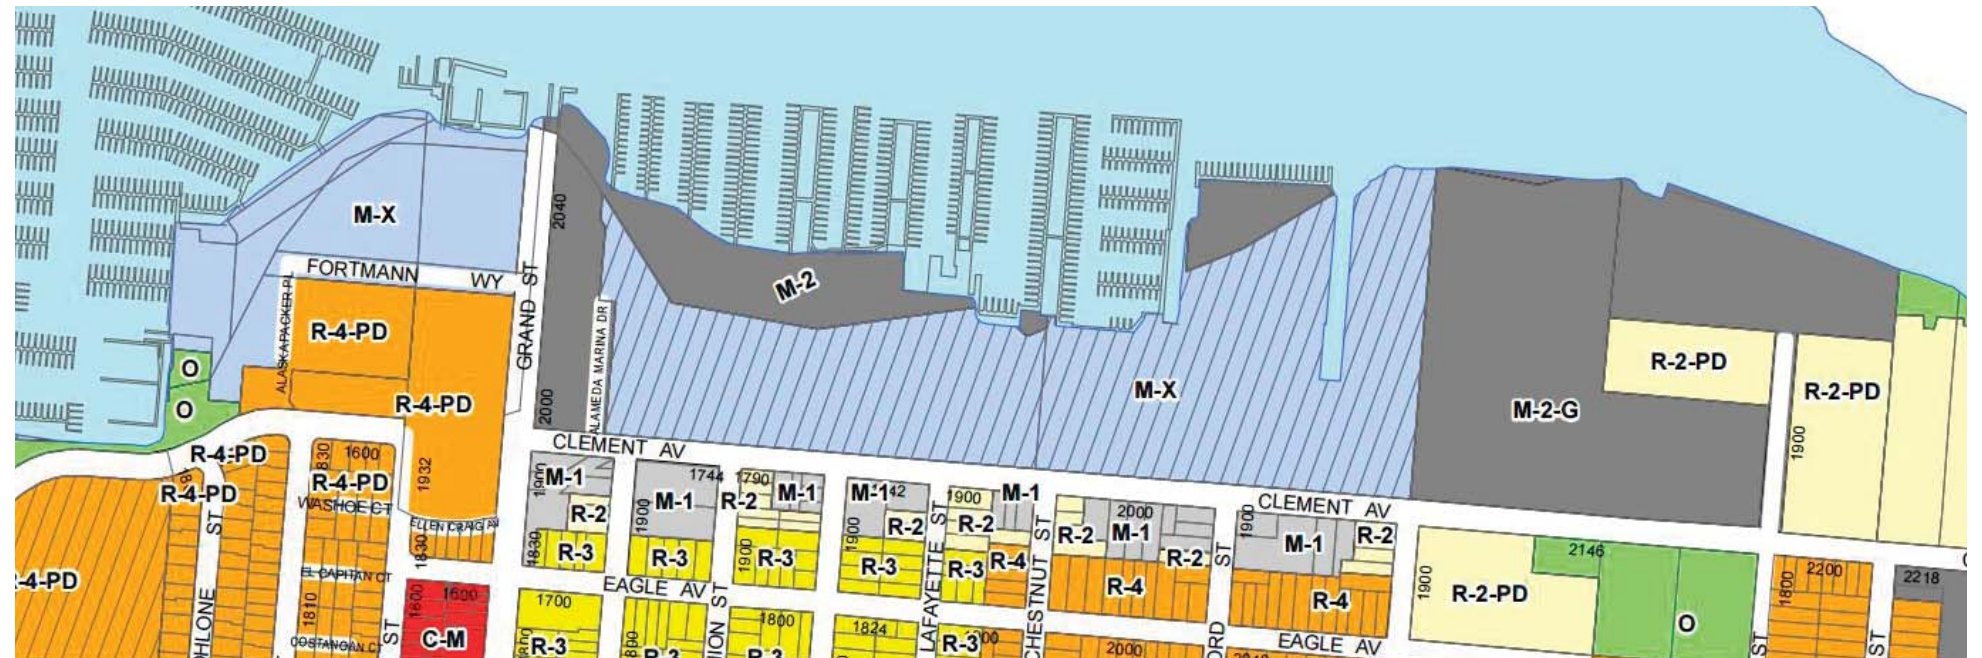 M-X
FORTMANN WY
ALASKA PACKER PL
R-4-PD
R-4-PD
GRAND ST
2040
2000
ALAMEDA MARINA DR
M-2
M-X
M-2-G
R-2-PD
R-2-PD
1900
O
O
CLEMENT AV
CLEMENT AV
R-4-PD
R-4-PD
R-4-PD
830
1600
1932
WASHOE CT
ELLEN CRAIG AV
1830
EL CAPITAN CT
1810
COSTANOAN CT
OHLONE ST
ST
1600
1600
C-M
M-1
R-2
R-3
1830
1744
M-1
1900
R-3
1790
R-2
M-1
1900
R-3
M-1
42
R-2
1900
R-3
LAFAYETTE ST
1900
R-2
M-1
R-3
R-4
CHESTNUT ST
R-2
2000
M-1
R-2
R-4
ST
1900
M-1
R-2
R-4
EAGLE AV
EAGLE AV
1700
R-3
1800
1824
R-3
2000
1900
R-2-PD
2146
O
2200
1800
ST
ST
2218